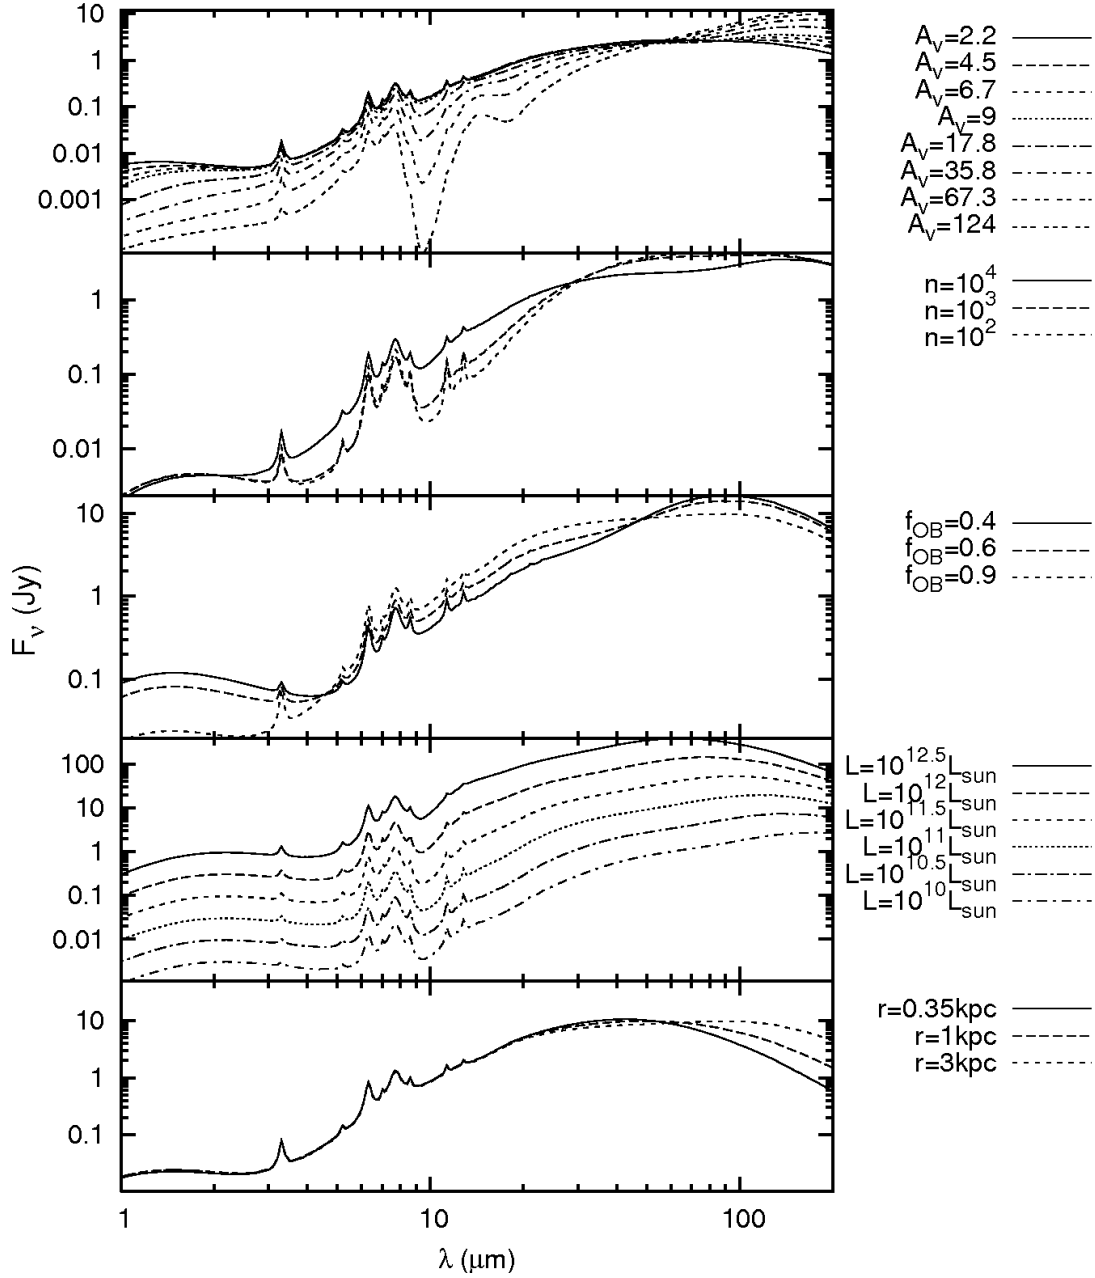 10
1
0.1
0.01
0.001
A_V=2.2
A_V=4.5
A_V=6.7
A_V=9
A_V=17.8
A_V=35.8
A_V=67.3
A_V=124
1
0.1
0.01
n=10^4
n=10^3
n=10^2
10
1
0.1
f_OB=0.4
f_OB=0.6
f_OB=0.9
F_ν (Jy)
100
10
1
0.1
0.01
L=10^12.5 L_sun
L=10^12 L_sun
L=10^11.5 L_sun
L=10^11 L_sun
L=10^10.5 L_sun
L=10^10 L_sun
10
1
0.1
r=0.35kpc
r=1kpc
r=3kpc
1 10 100
λ (μm)